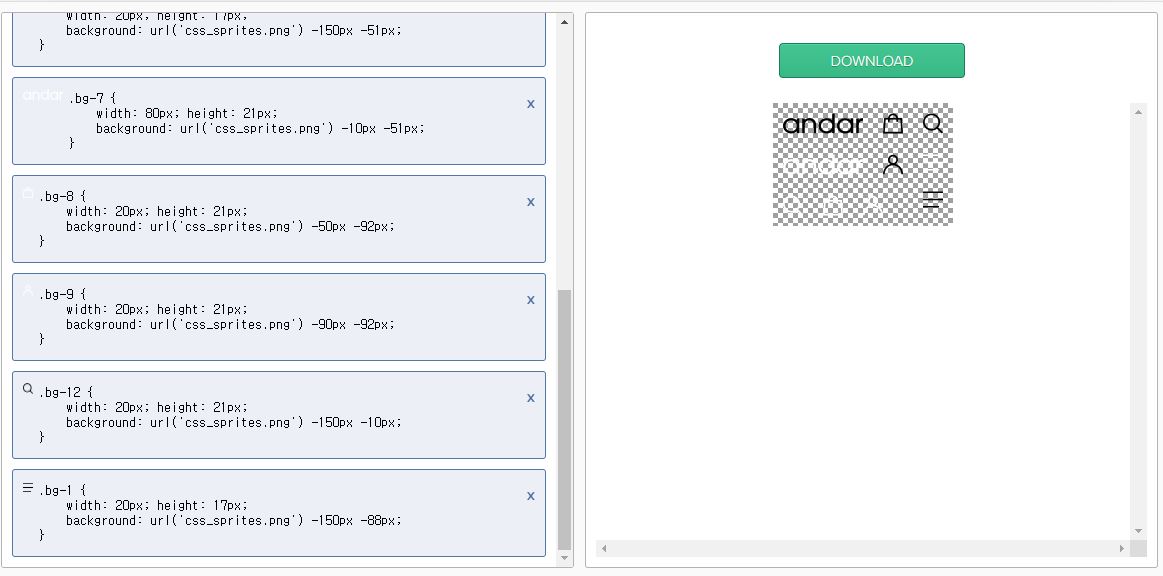 width: 20px; height: 17px;
background: url('css_sprites.png') -150px -51px;
}
andar
.bg-7 {
width: 80px; height: 21px;
background: url('css_sprites.png') -10px -51px;
}
x
.bg-8 {
width: 20px; height: 21px;
background: url('css_sprites.png') -50px -92px;
}
x
.bg-9 {
width: 20px; height: 21px;
background: url('css_sprites.png') -90px -92px;
}
x
.bg-12 {
width: 20px; height: 21px;
background: url('css_sprites.png') -150px -10px;
}
x
.bg-1 {
width: 20px; height: 17px;
background: url('css_sprites.png') -150px -88px;
}
x
DOWNLOAD
andar
andar